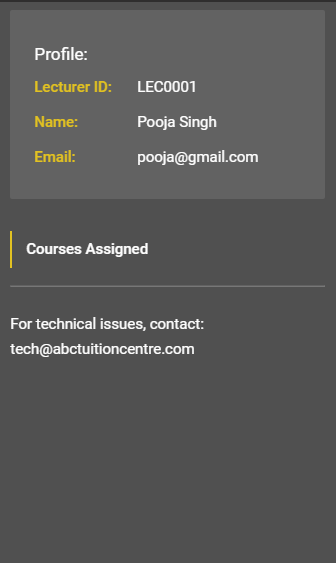 Profile:
Lecturer ID: LEC0001
Name: Pooja Singh
Email: pooja@gmail.com
Courses Assigned
For technical issues, contact:
tech@abctuitioncentre.com